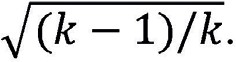 √(k − 1)/k.